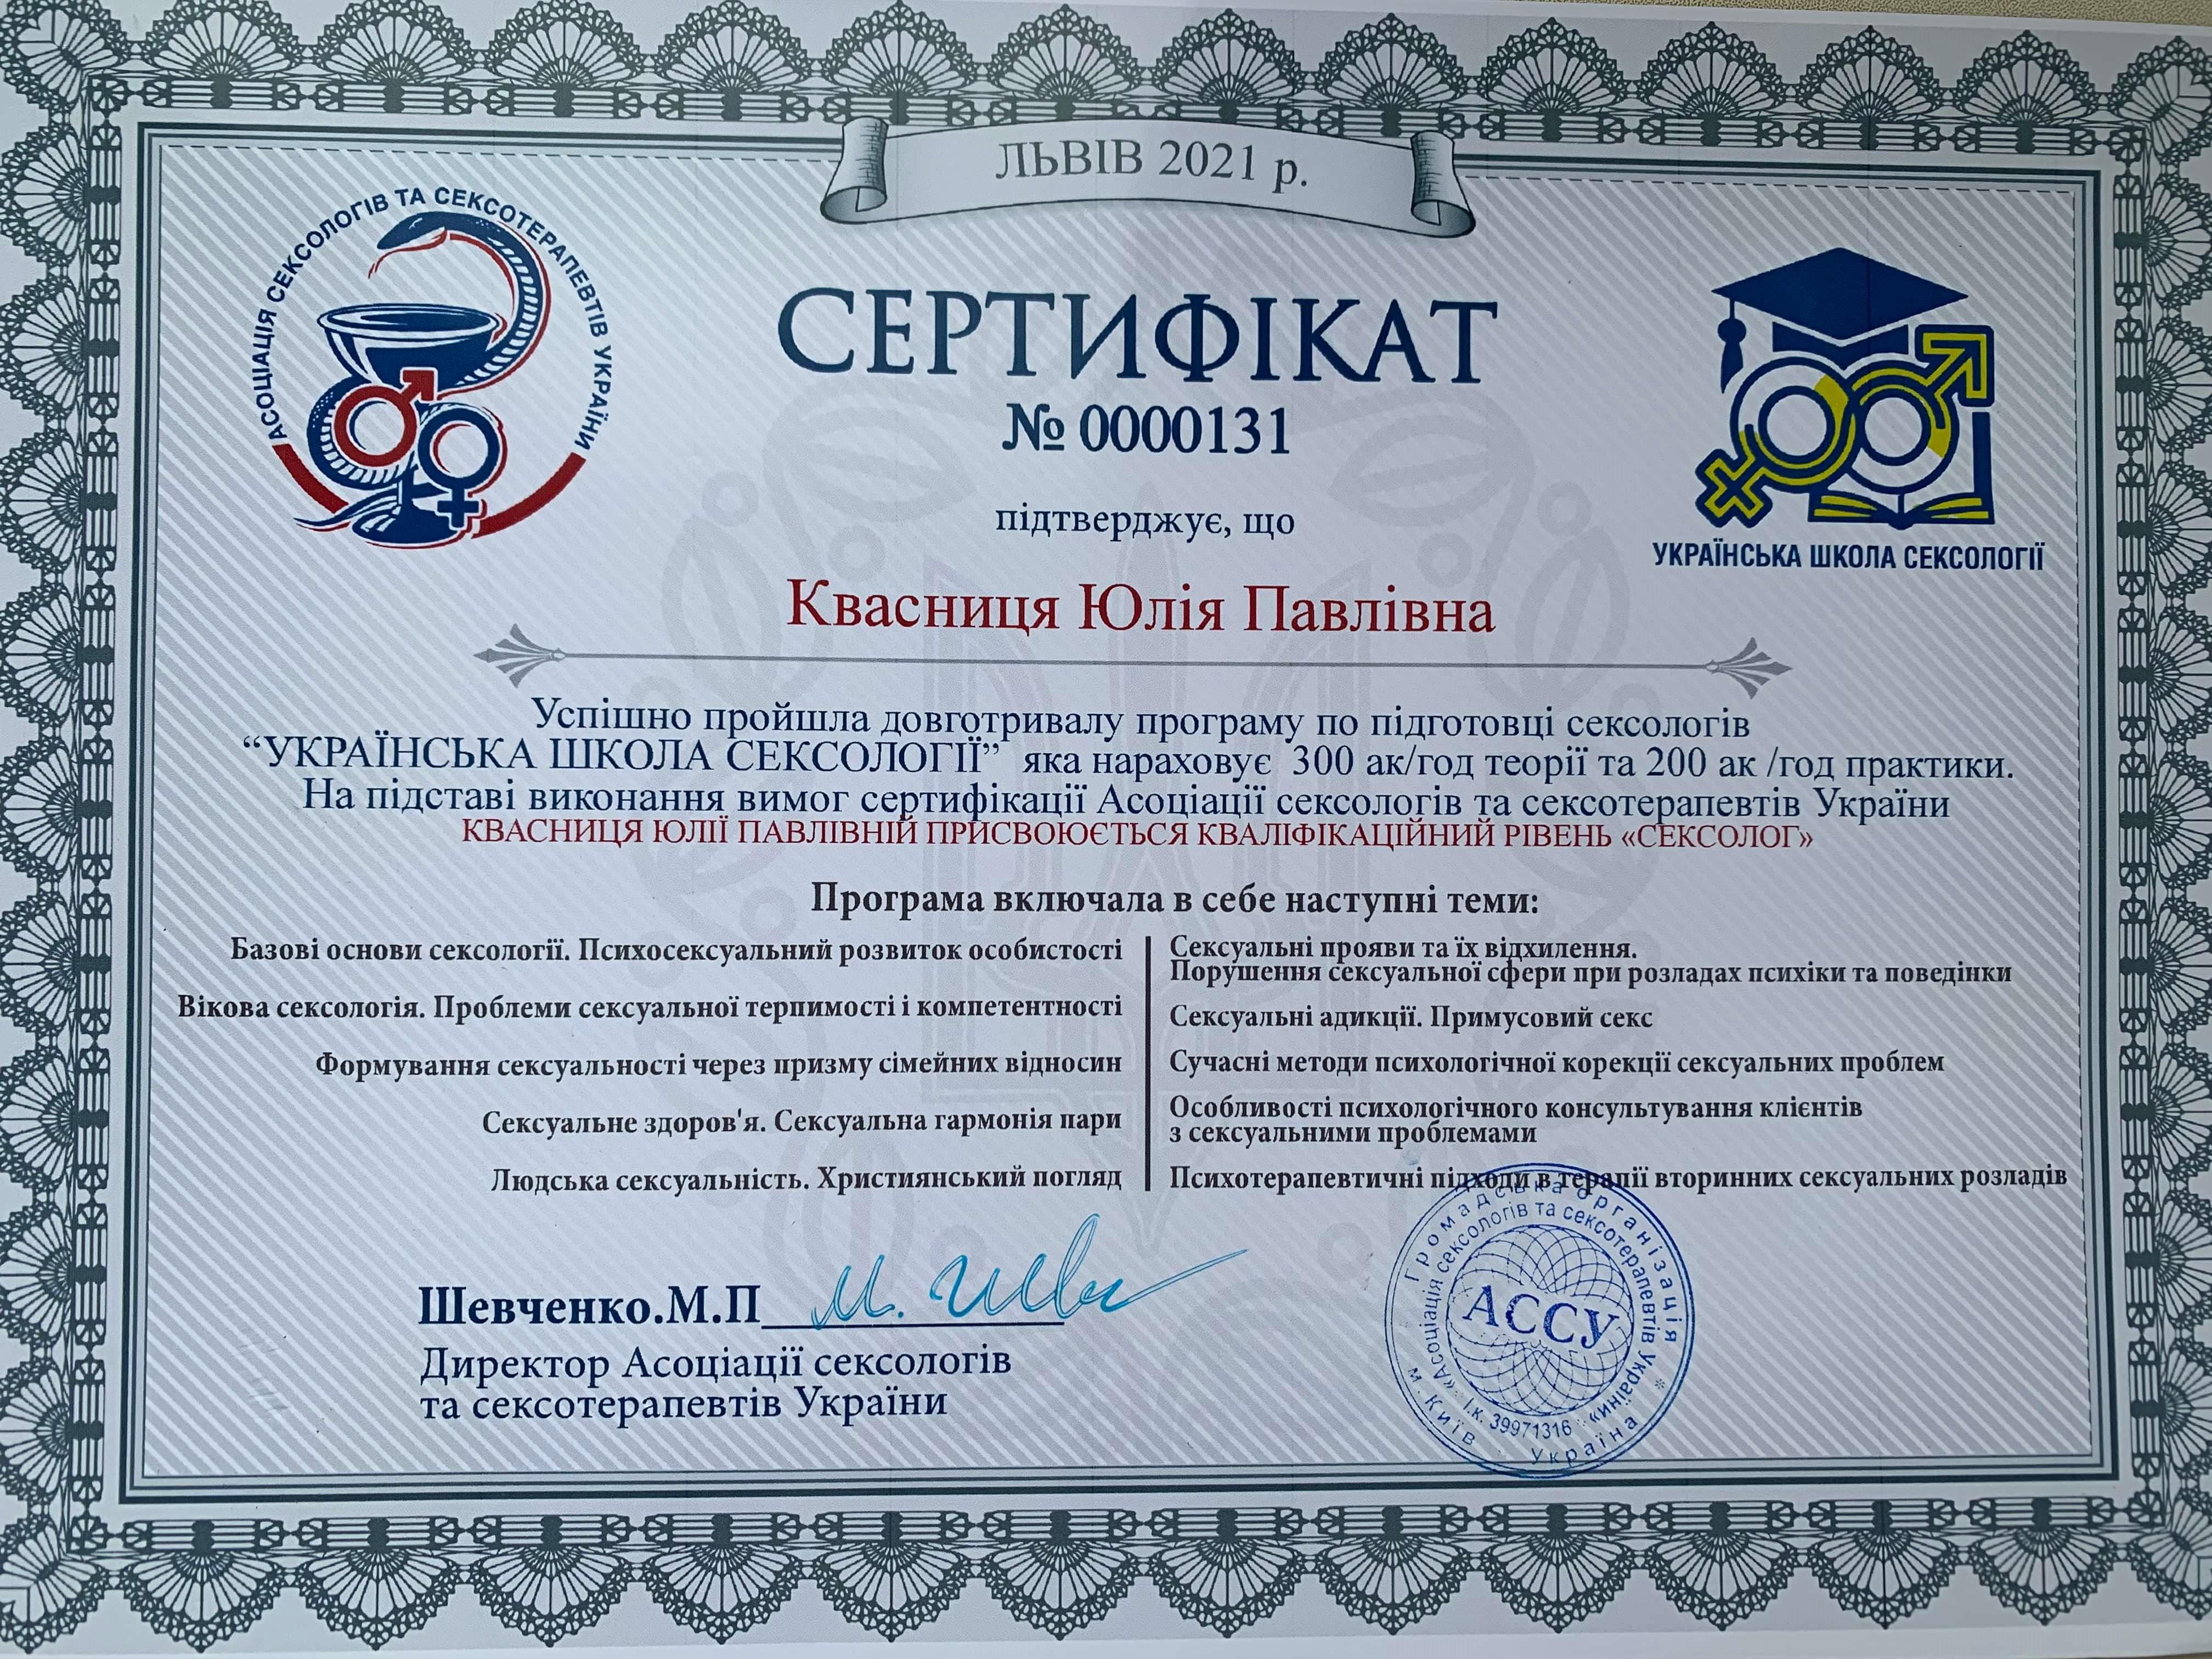 ЛЬВІВ 2021 р.
АСОЦІАЦІЯ СЕКСОЛОГІВ ТА СЕКСОТЕРАПЕВТІВ УКРАЇНИ
СЕРТИФІКАТ
№ 0000131
підтверджує, що
УКРАЇНСЬКА ШКОЛА СЕКСОЛОГІЇ
Квасниця Юлія Павлівна
Успішно пройшла довготривалу програму по підготовці сексологів
“УКРАЇНСЬКА ШКОЛА СЕКСОЛОГІЇ” яка нараховує 300 ак/год теорії та 200 ак /год практики.
На підставі виконання вимог сертифікації Асоціації сексологів та сексотерапевтів України
КВАСНИЦЯ ЮЛІЇ ПАВЛІВНІЙ ПРИСВОЮЄТЬСЯ КВАЛІФІКАЦІЙНИЙ РІВЕНЬ «СЕКСОЛОГ»
Програма включала в себе наступні теми:
Базові основи сексології. Психосексуальний розвиток особистості
Вікова сексологія. Проблеми сексуальної терпимості і компетентності
Формування сексуальності через призму сімейних відносин
Сексуальне здоров'я. Сексуальна гармонія пари
Людська сексуальність. Християнський погляд
Сексуальні прояви та їх відхилення.
Порушення сексуальної сфери при розладах психіки та поведінки
Сексуальні адикції. Примусовий секс
Сучасні методи психологічної корекції сексуальних проблем
Особливості психологічного консультування клієнтів
з сексуальними проблемами
Психотерапевтичні підходи в терапії вторинних сексуальних розладів
Шевченко.М.П
М. Шев
Директор Асоціації сексологів
та сексотерапевтів України
Громадська організація
«Асоціація сексологів та сексотерапевтів України»
АССУ
І.к. 39971316
м. Київ * Україна *